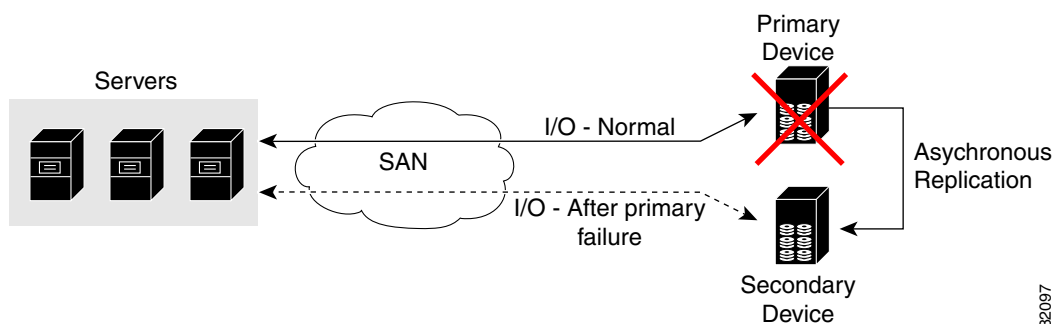 Primary
Device
Servers
I/O - Normal
SAN
Asychronous
Replication
I/O - After primary
failure
Secondary
Device